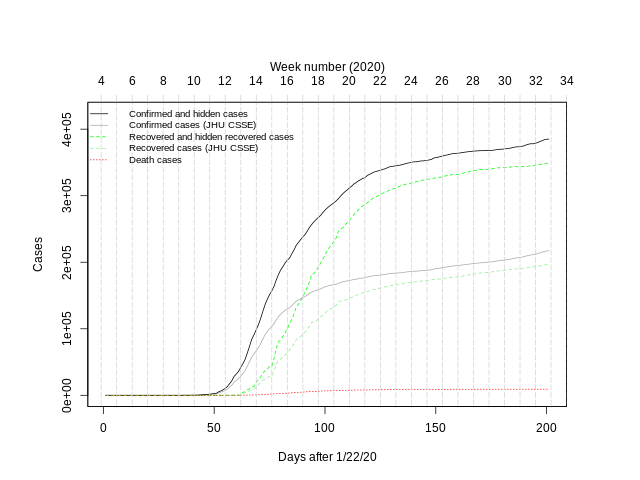 Week number (2020)
4 6 8 10 12 14 16 18 20 22 24 26 28 30 32 34
Confirmed and hidden cases
Confirmed cases (JHU CSSE)
Recovered and hidden recovered cases
Recovered cases (JHU CSSE)
Death cases
4e+05
3e+05
2e+05
1e+05
0e+00
Cases
0 50 100 150 200
Days after 1/22/20